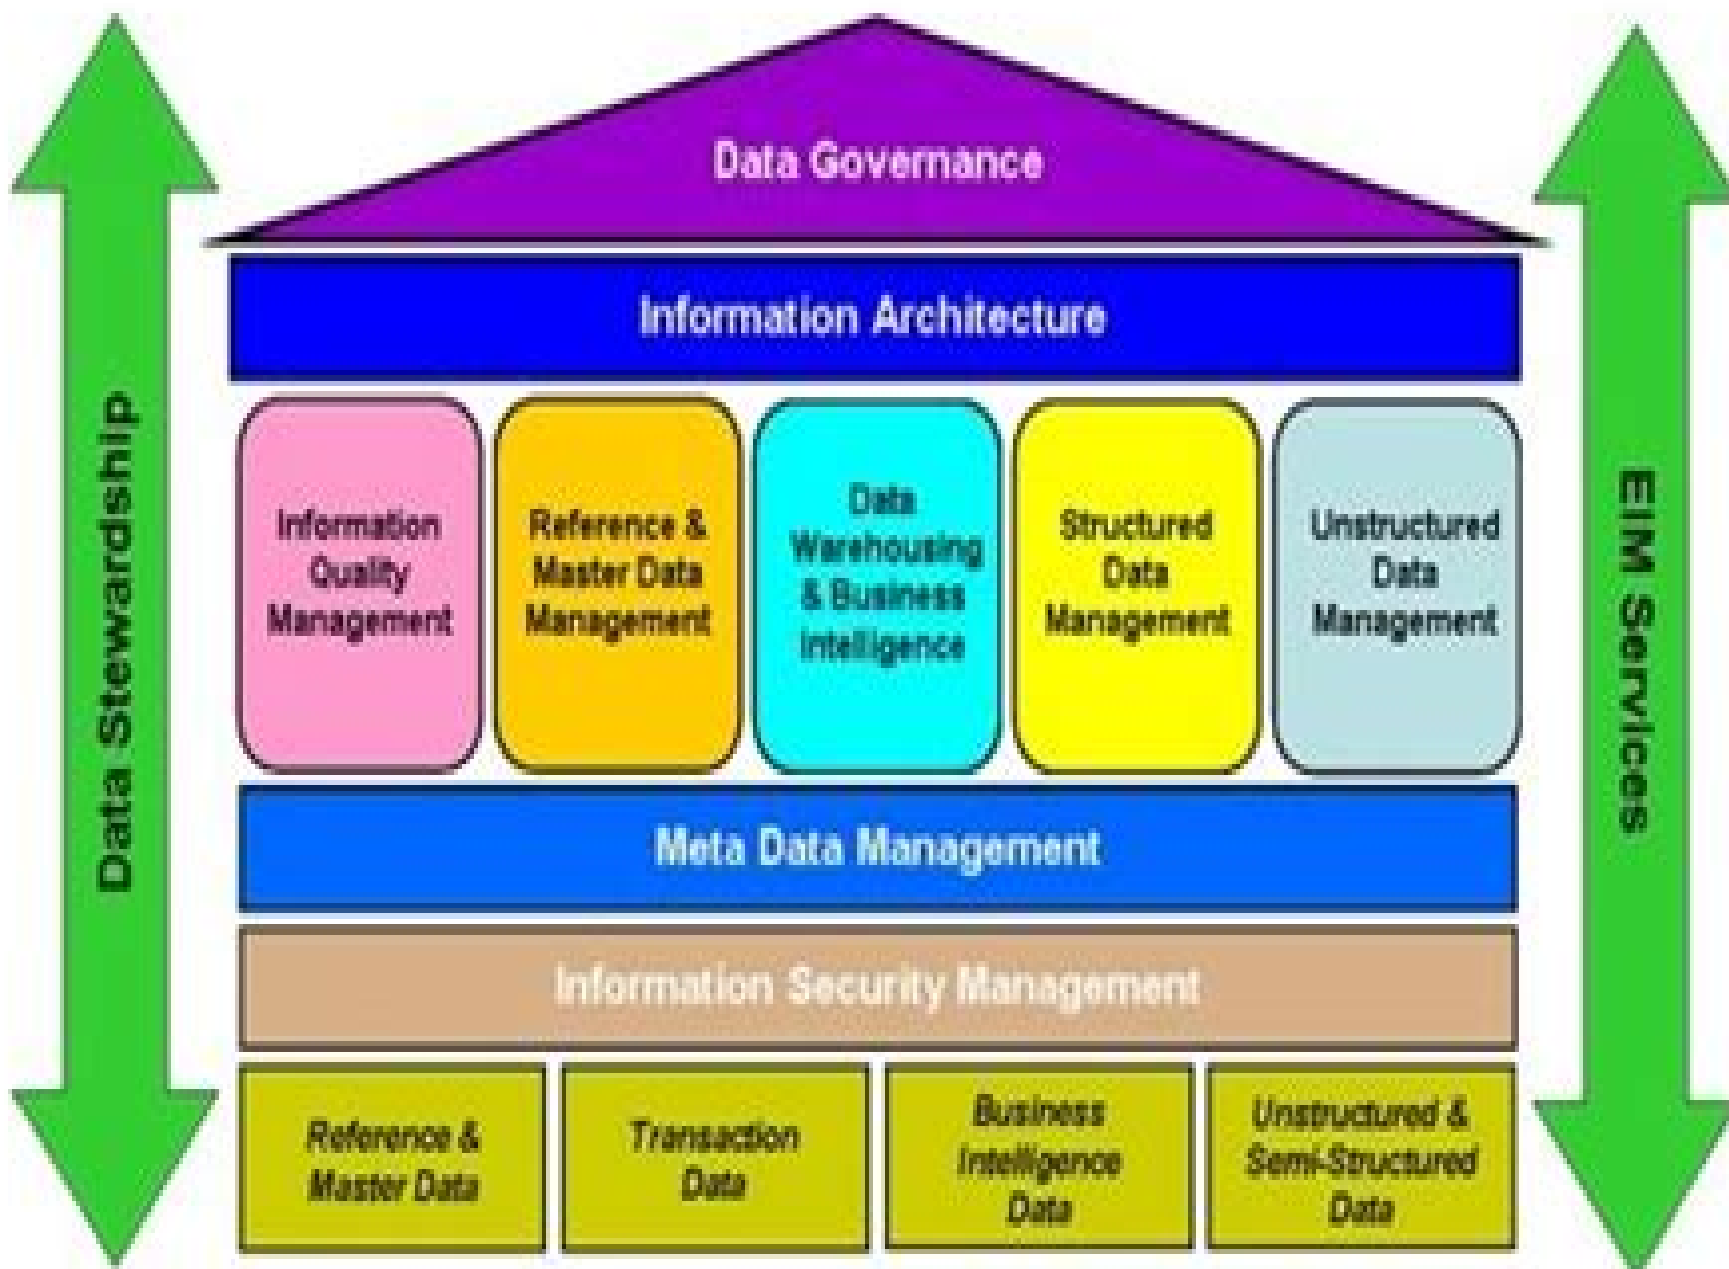 Data Governance
Information Architecture
Data Stewardship
Information
Quality
Management
Reference &
Master Data
Management
Data
Warehousing
& Business
Intelligence
Structured
Data
Management
Unstructured
Data
Management
EIM Services
Meta Data Management
Information Security Management
Reference &
Master Data
Transaction
Data
Business
Intelligence
Data
Unstructured &
Semi-Structured
Data